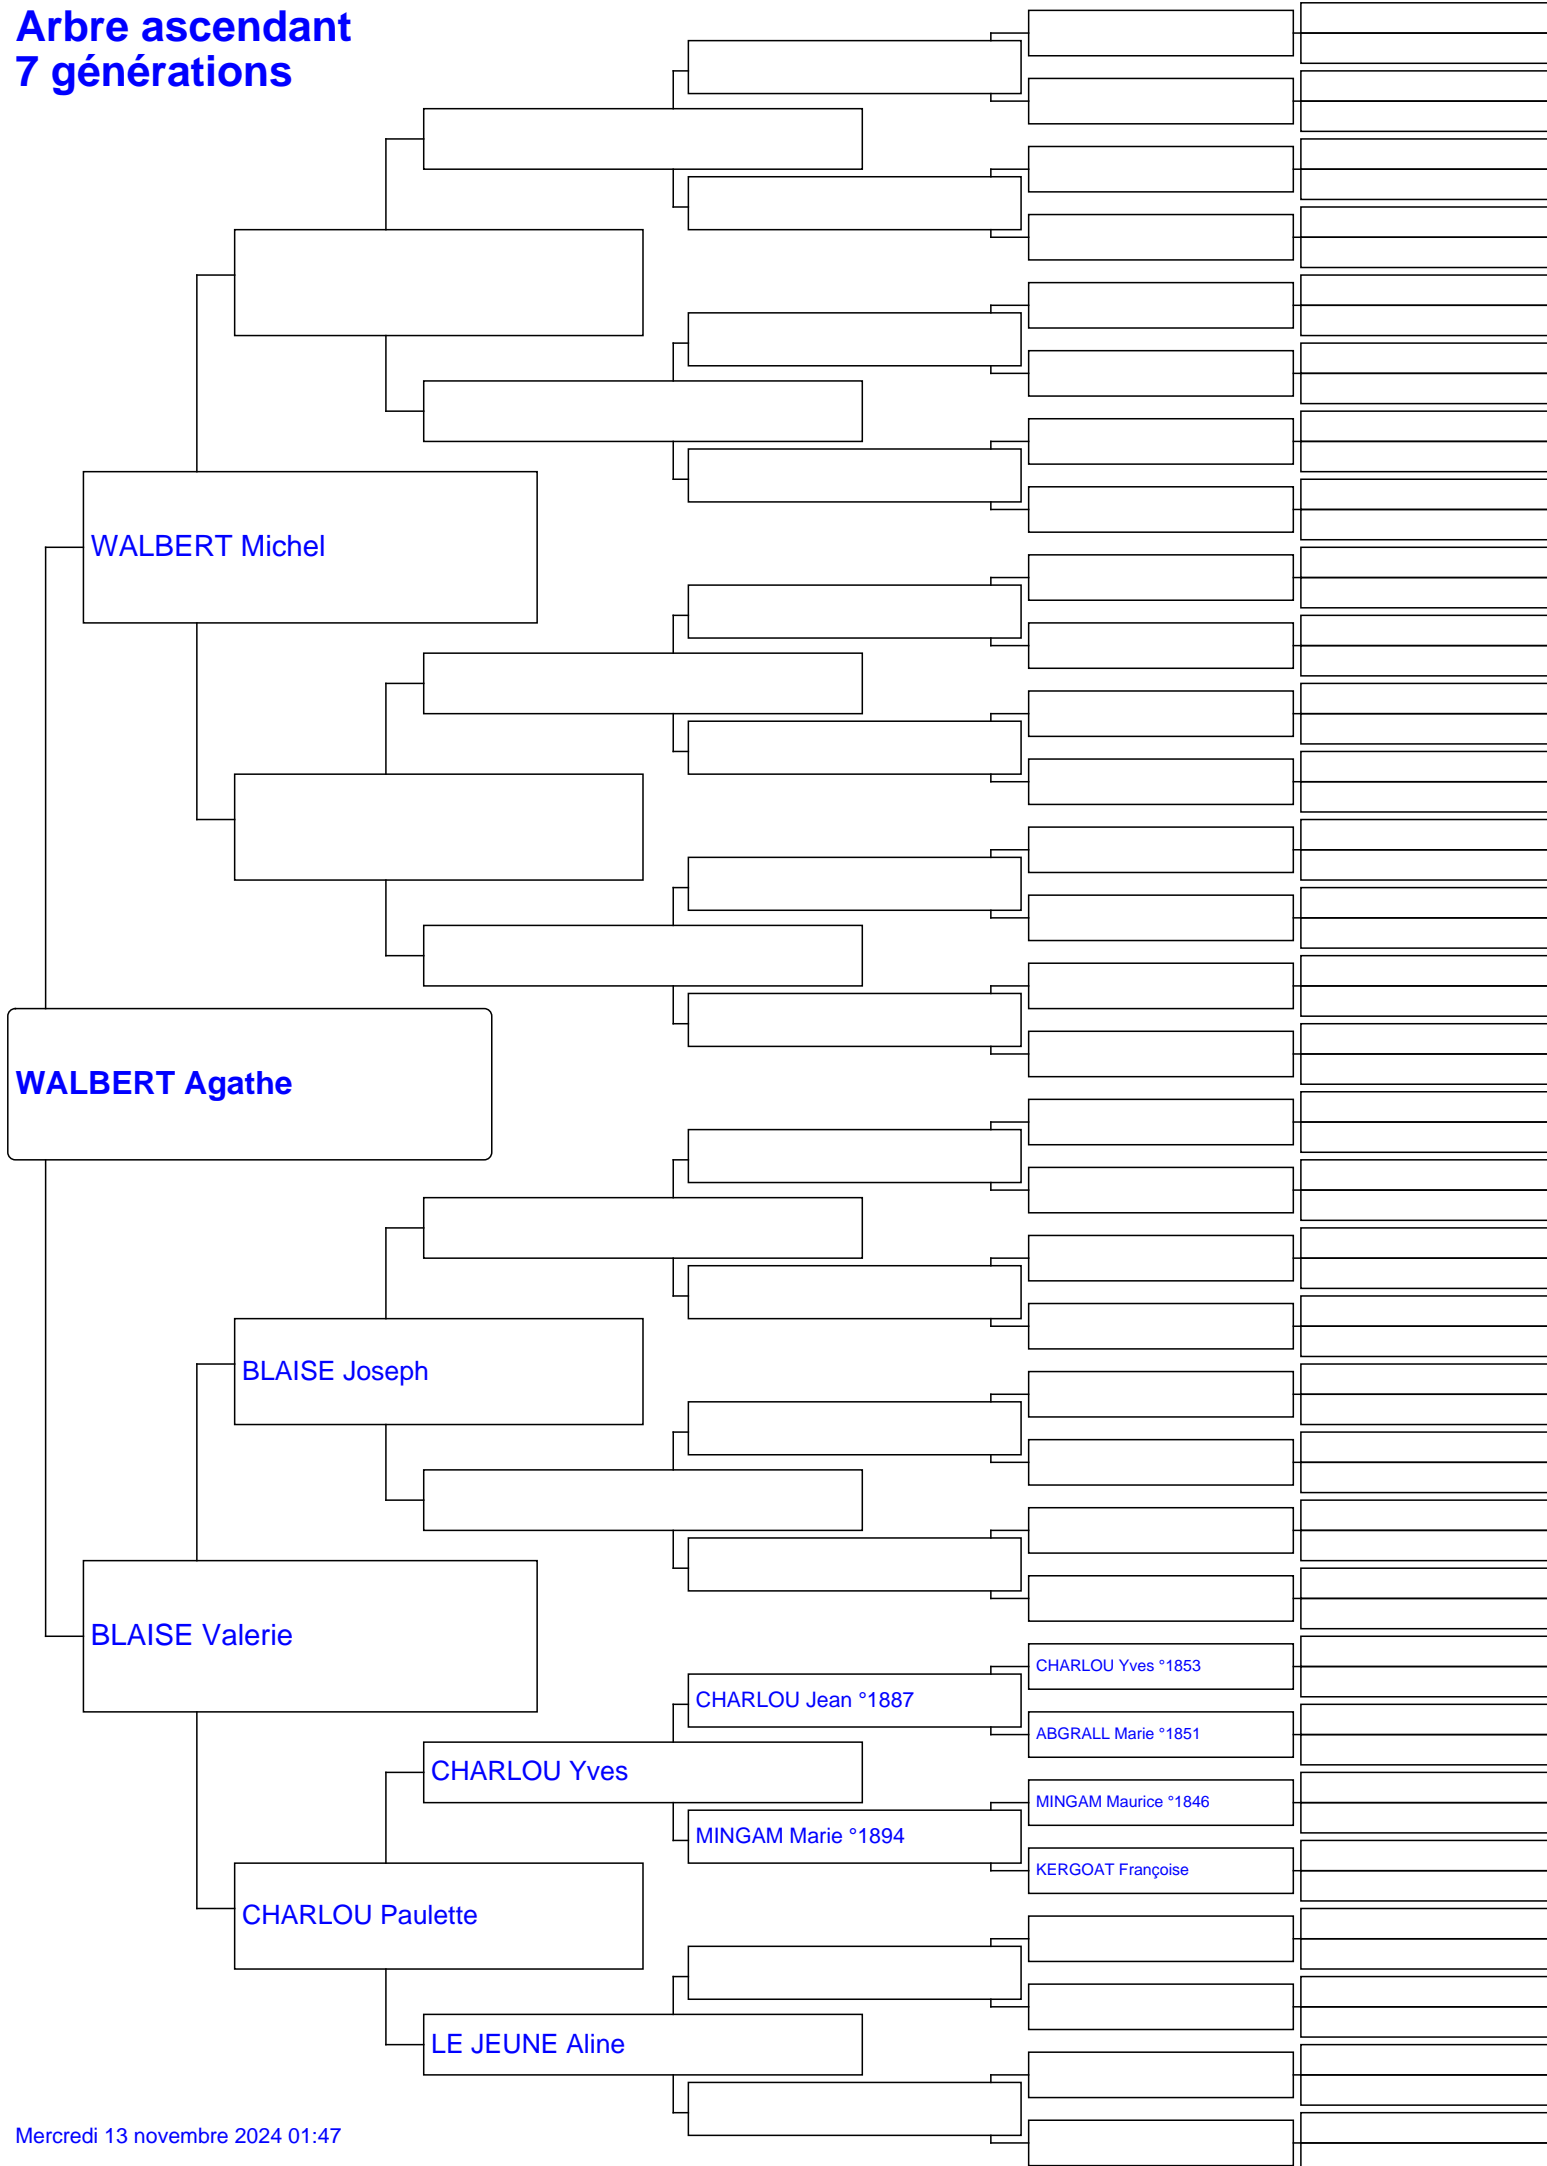 Arbre ascendant
7 générations
WALBERT Michel
WALBERT Agathe
BLAISE Joseph
BLAISE Valerie
CHARLOU Yves °1853
CHARLOU Jean °1887
ABGRALL Marie °1851
CHARLOU Yves
MINGAM Maurice °1846
MINGAM Marie °1894
KERGOAT Françoise
CHARLOU Paulette
LE JEUNE Aline
Mercredi 13 novembre 2024 01:47